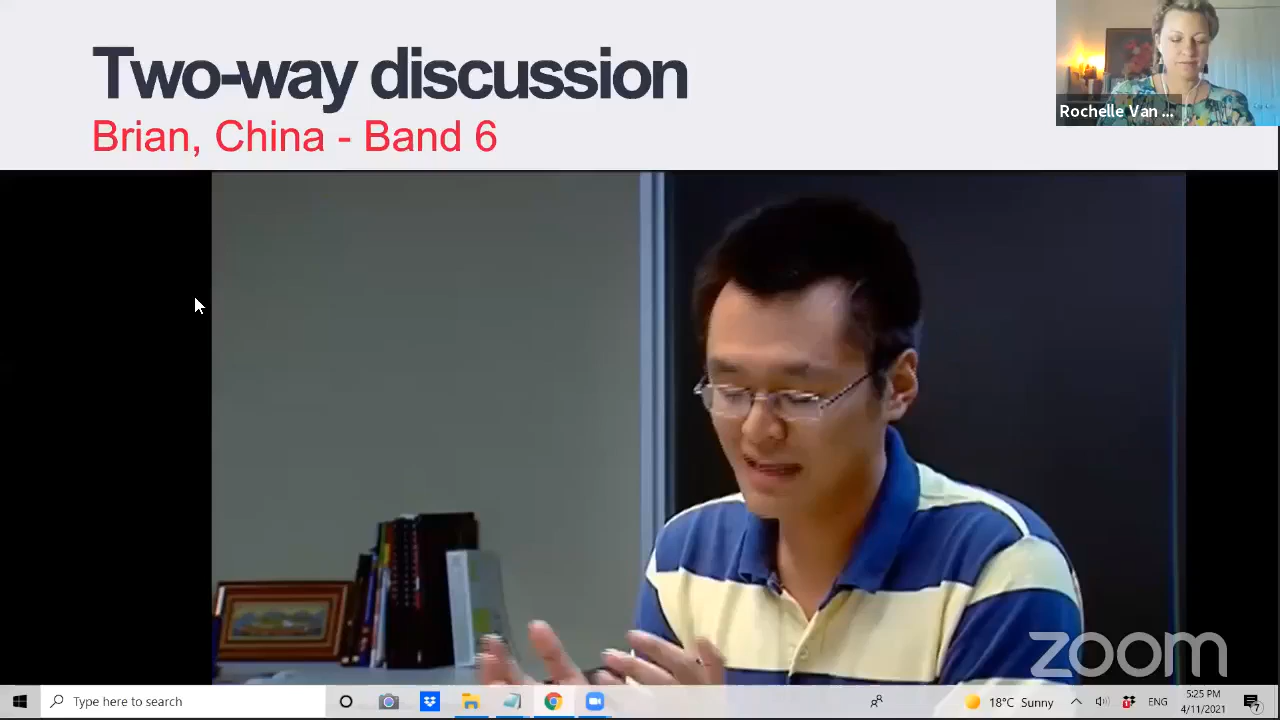 Two-way discussion
Brian, China - Band 6
Rochelle Van ...
zoom
Type here to search
18°C Sunny
ENG
5:25 PM
4/11/2021
7